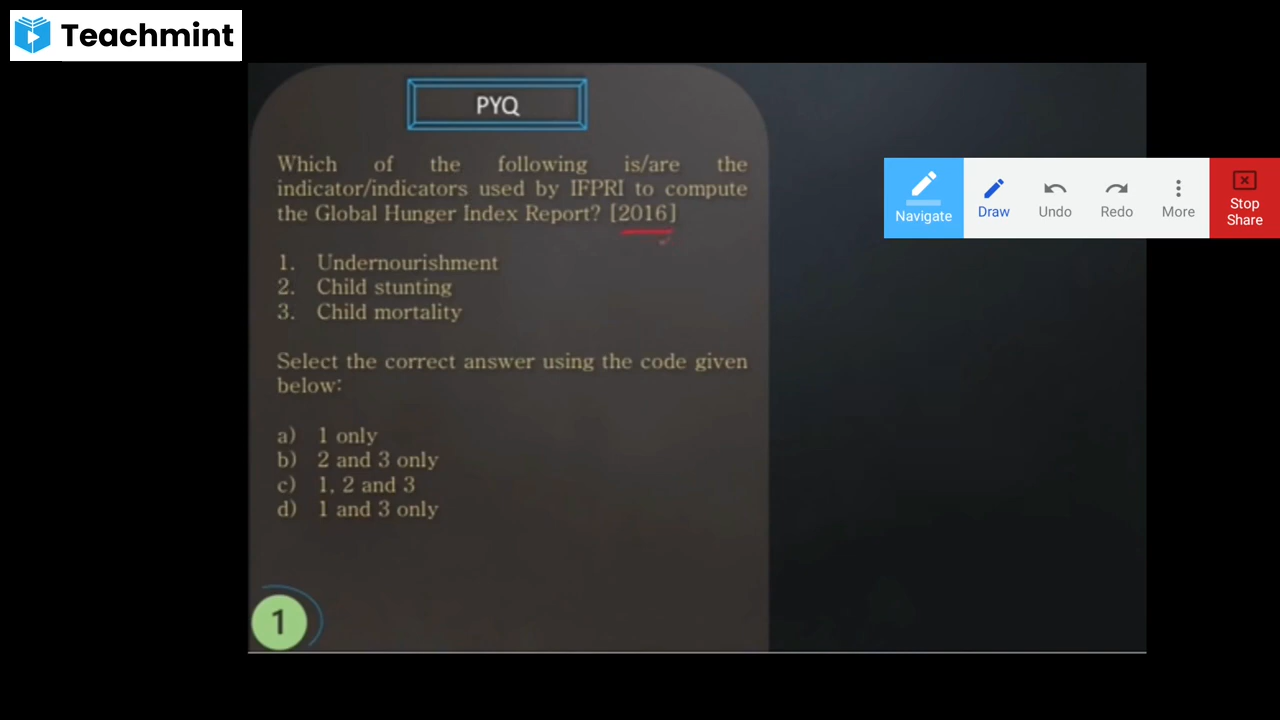 Teachmint
PYQ
Which of the following is/are the
indicator/indicators used by IFPRI to compute
the Global Hunger Index Report? [2016]
1. Undernourishment
2. Child stunting
3. Child mortality
Select the correct answer using the code given
below:
a) 1 only
b) 2 and 3 only
c) 1, 2 and 3
d) 1 and 3 only
1
Navigate
Draw
Undo
Redo
More
Stop
Share